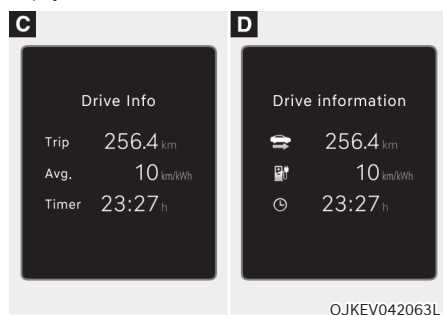 C
Drive Info
Trip 256.4 km
Avg. 10 km/kWh
Timer 23:27 h
D
Drive information
256.4 km
10 km/kWh
23:27 h
OJKEV042063L